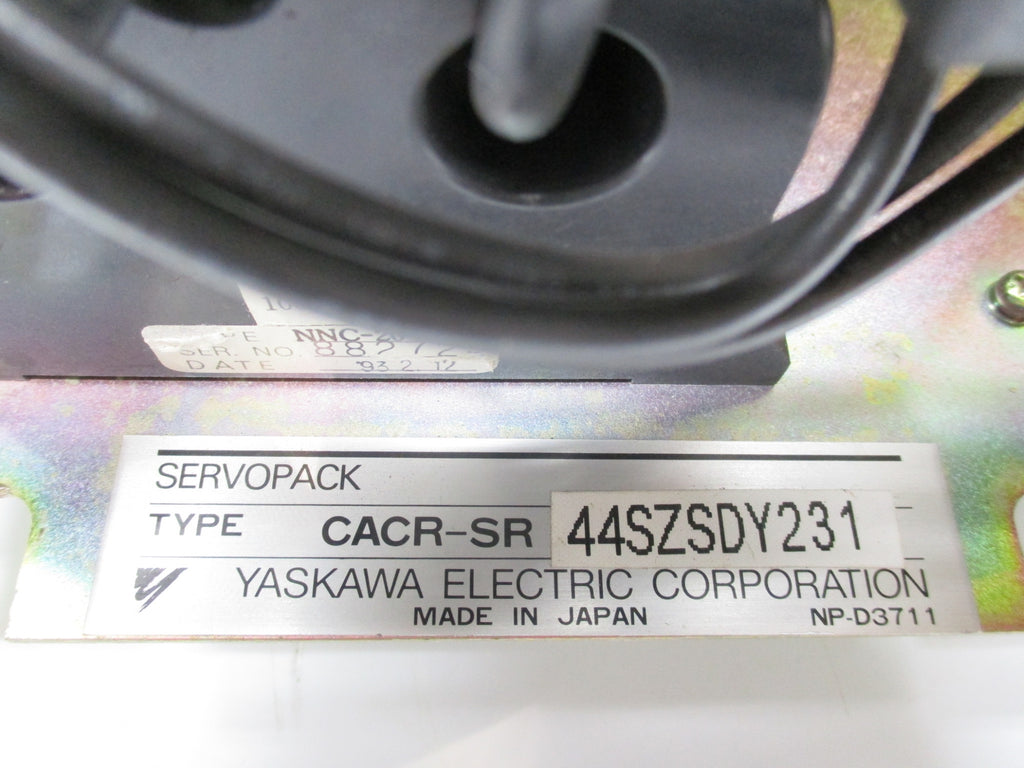 10
NNC-
SER. NO.
DATE '93.2.12
SERVOPACK
TYPE CACR-SR 44SZSDY231
YASKAWA ELECTRIC CORPORATION
MADE IN JAPAN NP-D3711